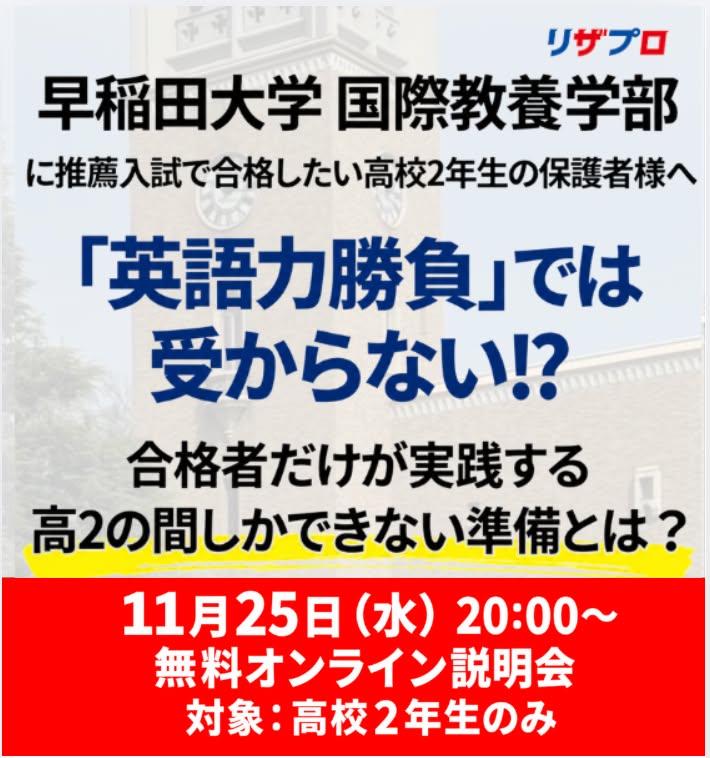 リザプロ
早稲田大学 国際教養学部
に推薦入試で合格したい高校2年生の保護者様へ
「英語力勝負」では
受からない!?
合格者だけが実践する
高2の間しかできない準備とは？
11月25日（水）20:00〜
無料オンライン説明会
対象：高校２年生のみ